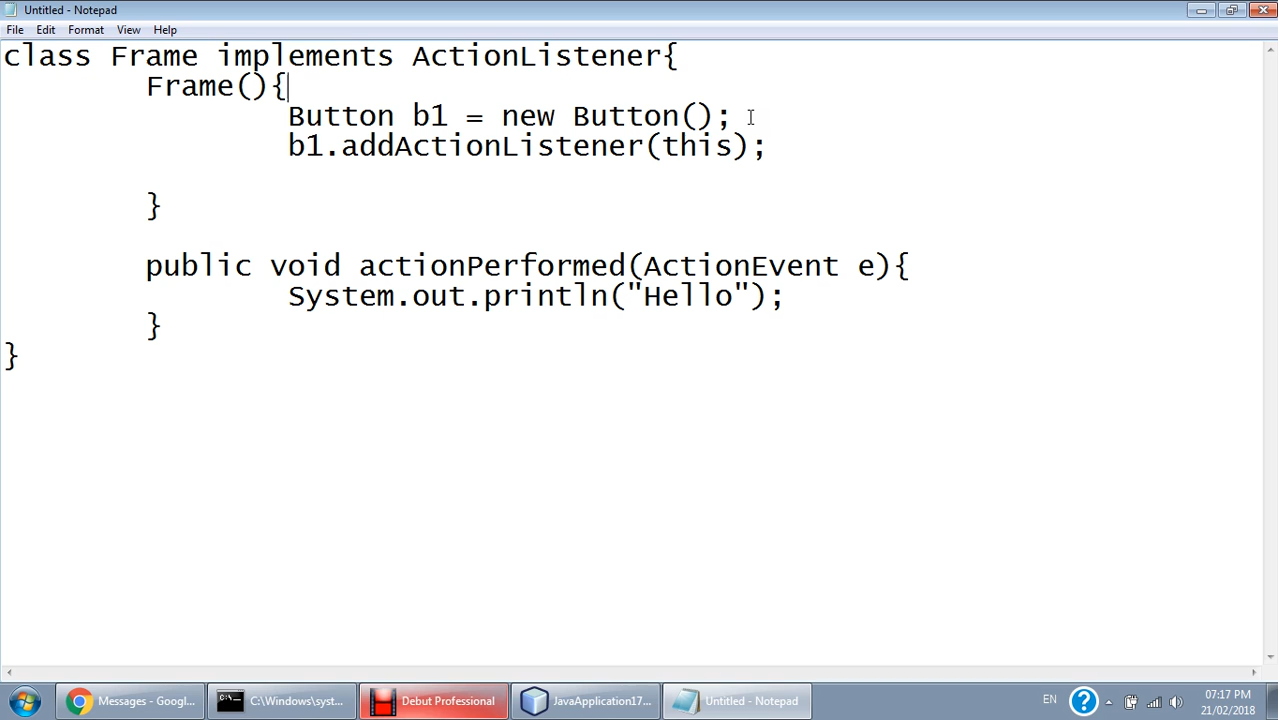 Untitled - Notepad
File Edit Format View Help
class Frame implements ActionListener{
Frame(){
Button b1 = new Button();
b1.addActionListener(this);
}
public void actionPerformed(ActionEvent e){
System.out.println("Hello");
}
}
Messages - Googl... C:\Windows\syst... Debut Professional JavaApplication17... Untitled - Notepad EN 07:17 PM
21/02/2018